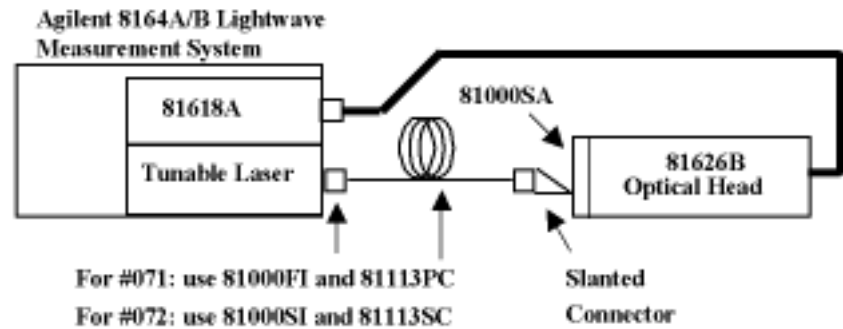 Agilent 8164A/B Lightwave
Measurement System
81618A
81000SA
Tunable Laser
81626B
Optical Head
For #071: use 81000FI and 81113PC
For #072: use 81000SI and 81113SC
Slanted
Connector